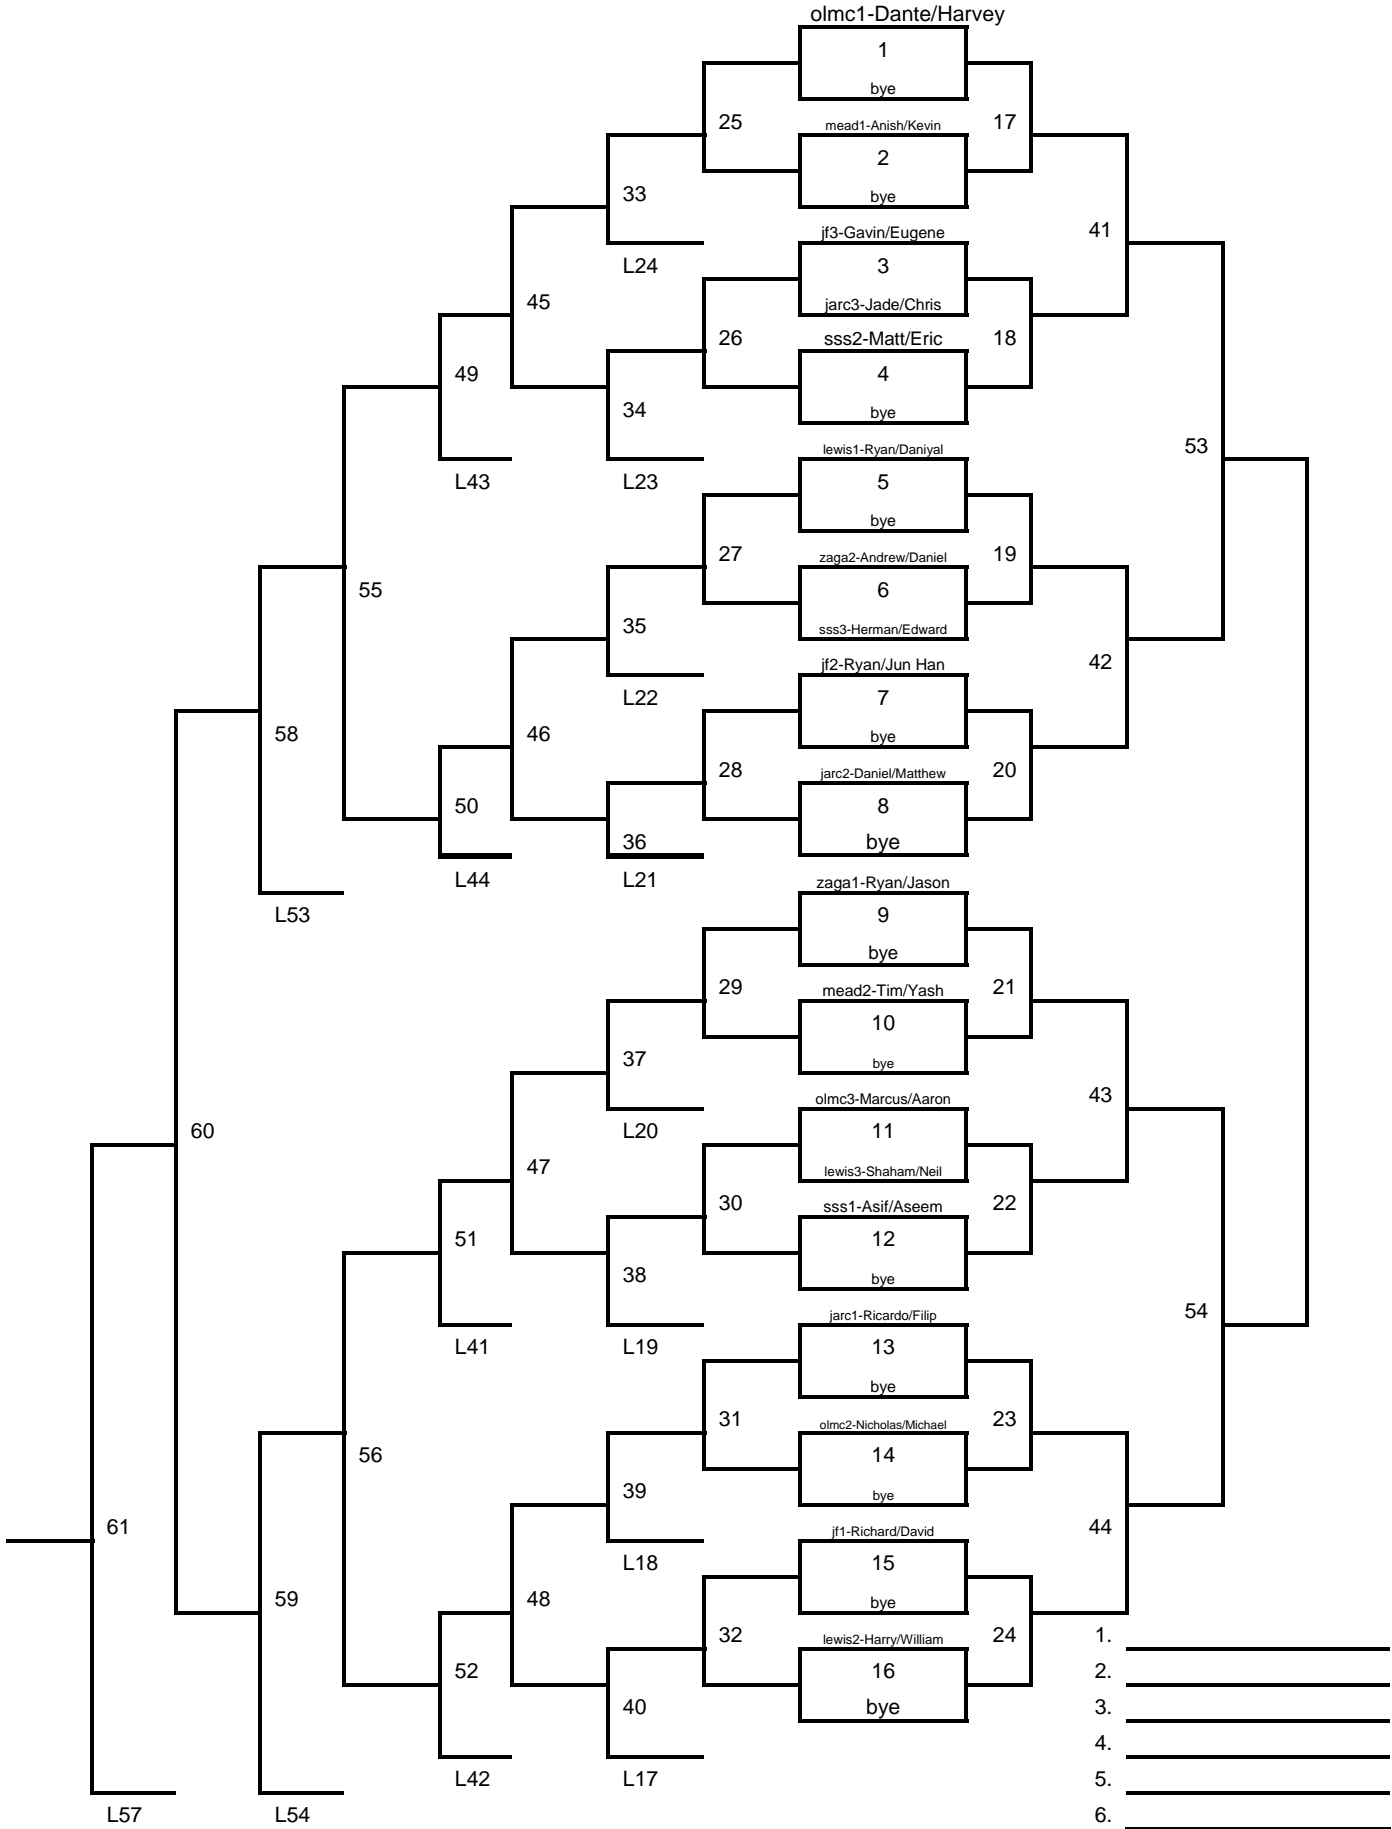 olmc1-Dante/Harvey
1
bye
25
mead1-Anish/Kevin
17
2
33
bye
jf3-Gavin/Eugene
41
L24
3
45
jarc3-Jade/Chris
26
sss2-Matt/Eric
18
49
4
34
bye
53
lewis1-Ryan/Daniyal
L43
L23
5
bye
27
zaga2-Andrew/Daniel
19
55
6
35
sss3-Herman/Edward
42
jf2-Ryan/Jun Han
L22
7
58
46
bye
28
jarc2-Daniel/Matthew
20
50
8
36
bye
L44
L21
zaga1-Ryan/Jason
L53
9
bye
29
mead2-Tim/Yash
21
10
37
bye
43
olmc3-Marcus/Aaron
60
L20
11
47
lewis3-Shaham/Neil
30
sss1-Asif/Aseem
22
51
12
38
bye
54
jarc1-Ricardo/Filip
L41
L19
13
bye
31
olmc2-Nicholas/Michael
23
56
14
39
bye
61
jf1-Richard/David
44
L18
15
59
48
bye
32
lewis2-Harry/William
24
1.
52
16
2.
40
bye
3.
4.
L42
L17
5.
L57
L54
6.